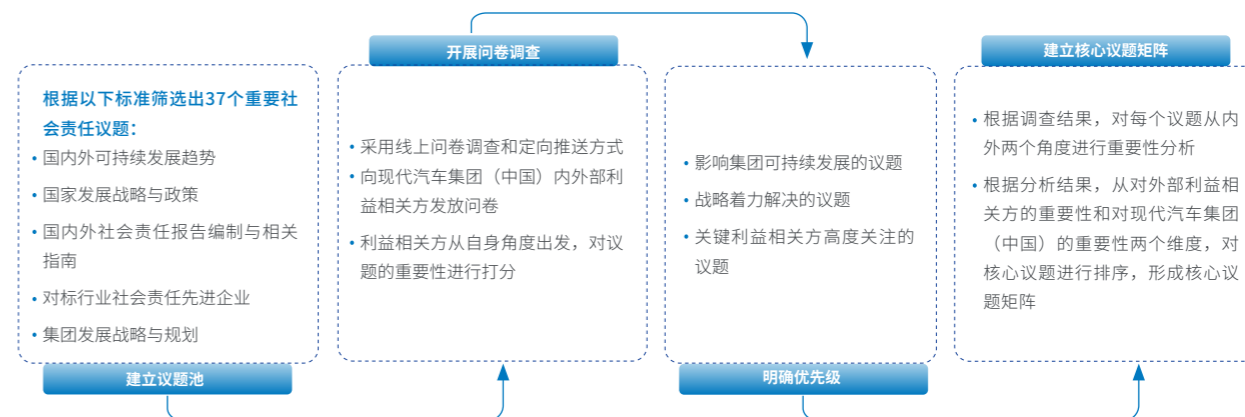 根据以下标准筛选出37个重要社
会责任议题：
• 国内外可持续发展趋势
• 国家发展战略与政策
• 国内外社会责任报告编制与相关
指南
• 对标行业社会责任先进企业
• 集团发展战略与规划
建立议题池
开展问卷调查
• 采用线上问卷调查和定向推送方式
• 向现代汽车集团（中国）内外部利
益相关方发放问卷
• 利益相关方从自身角度出发，对议
题的重要性进行打分
• 影响集团可持续发展的议题
• 战略着力解决的议题
• 关键利益相关方高度关注的
议题
明确优先级
建立核心议题矩阵
• 根据调查结果，对每个议题从内
外两个角度进行重要性分析
• 根据分析结果，从对外部利益相
关方的重要性和对现代汽车集团
（中国）的重要性两个维度，对
核心议题进行排序，形成核心议
题矩阵